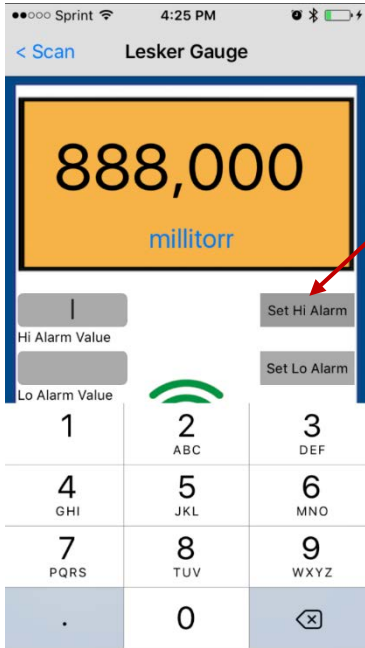 Sprint 4:25 PM
< Scan Lesker Gauge
888,000
millitorr
Set Hi Alarm
Hi Alarm Value
Set Lo Alarm
Lo Alarm Value
1 2 3
ABC DEF
4 5 6
GHI JKL MNO
7 8 9
PQRS TUV WXYZ
. 0